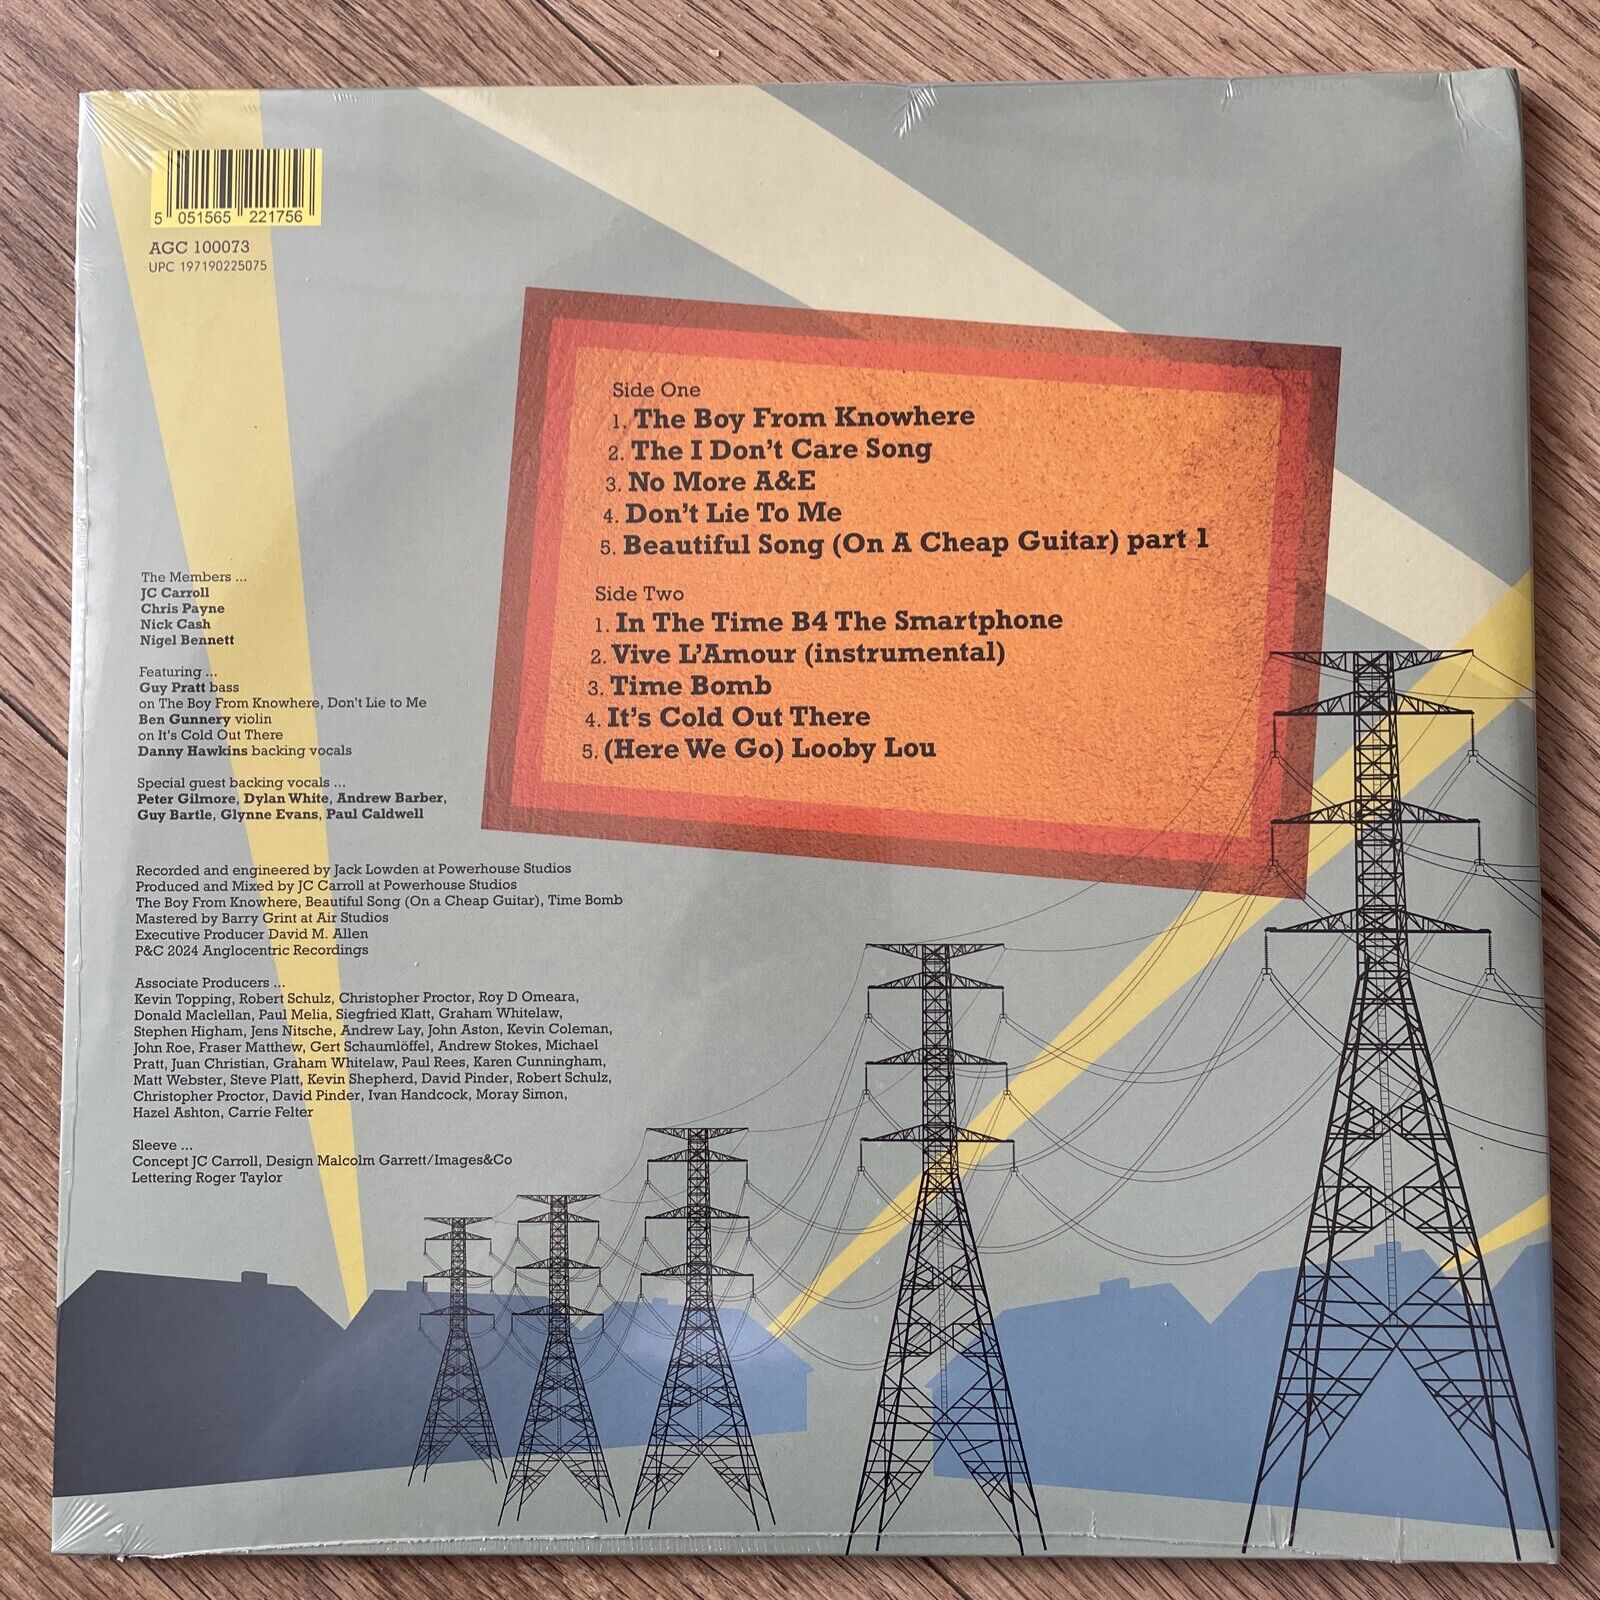 5 051565 221756
AGC 100073
UPC 197190225075
Side One
1. The Boy From Knowhere
2. The I Don't Care Song
3. No More A&E
4. Don't Lie To Me
5. Beautiful Song (On A Cheap Guitar) part 1
Side Two
1. In The Time B4 The Smartphone
2. Vive L'Amour (instrumental)
3. Time Bomb
4. It's Cold Out There
5. (Here We Go) Looby Lou
The Members ...
JC Carroll
Chris Payne
Nick Cash
Nigel Bennett
Featuring ...
Guy Pratt bass
on The Boy From Knowhere, Don't Lie to Me
Ben Gunnery violin
on It's Cold Out There
Danny Hawkins backing vocals
Special guest backing vocals ...
Peter Gilmore, Dylan White, Andrew Barber,
Guy Bartle, Glynne Evans, Paul Caldwell
Recorded and engineered by Jack Lowden at Powerhouse Studios
Produced and Mixed by JC Carroll at Powerhouse Studios
The Boy From Knowhere, Beautiful Song (On a Cheap Guitar), Time Bomb
Mastered by Barry Grint at Air Studios
Executive Producer David M. Allen
P&C 2024 Anglocentric Recordings
Associate Producers ...
Kevin Topping, Robert Schulz, Christopher Proctor, Roy D Omeara,
Donald Maclellan, Paul Melia, Siegfried Klatt, Graham Whitelaw,
Stephen Higham, Jens Nitsche, Andrew Lay, John Aston, Kevin Coleman,
John Roe, Fraser Matthew, Gert Schaumlöffel, Andrew Stokes, Michael
Pratt, Juan Christian, Graham Whitelaw, Paul Rees, Karen Cunningham,
Matt Webster, Steve Platt, Kevin Shepherd, David Pinder, Robert Schulz,
Christopher Proctor, David Pinder, Ivan Handcock, Moray Simon,
Hazel Ashton, Carrie Felter
Sleeve ...
Concept JC Carroll, Design Malcolm Garrett/Images&Co
Lettering Roger Taylor